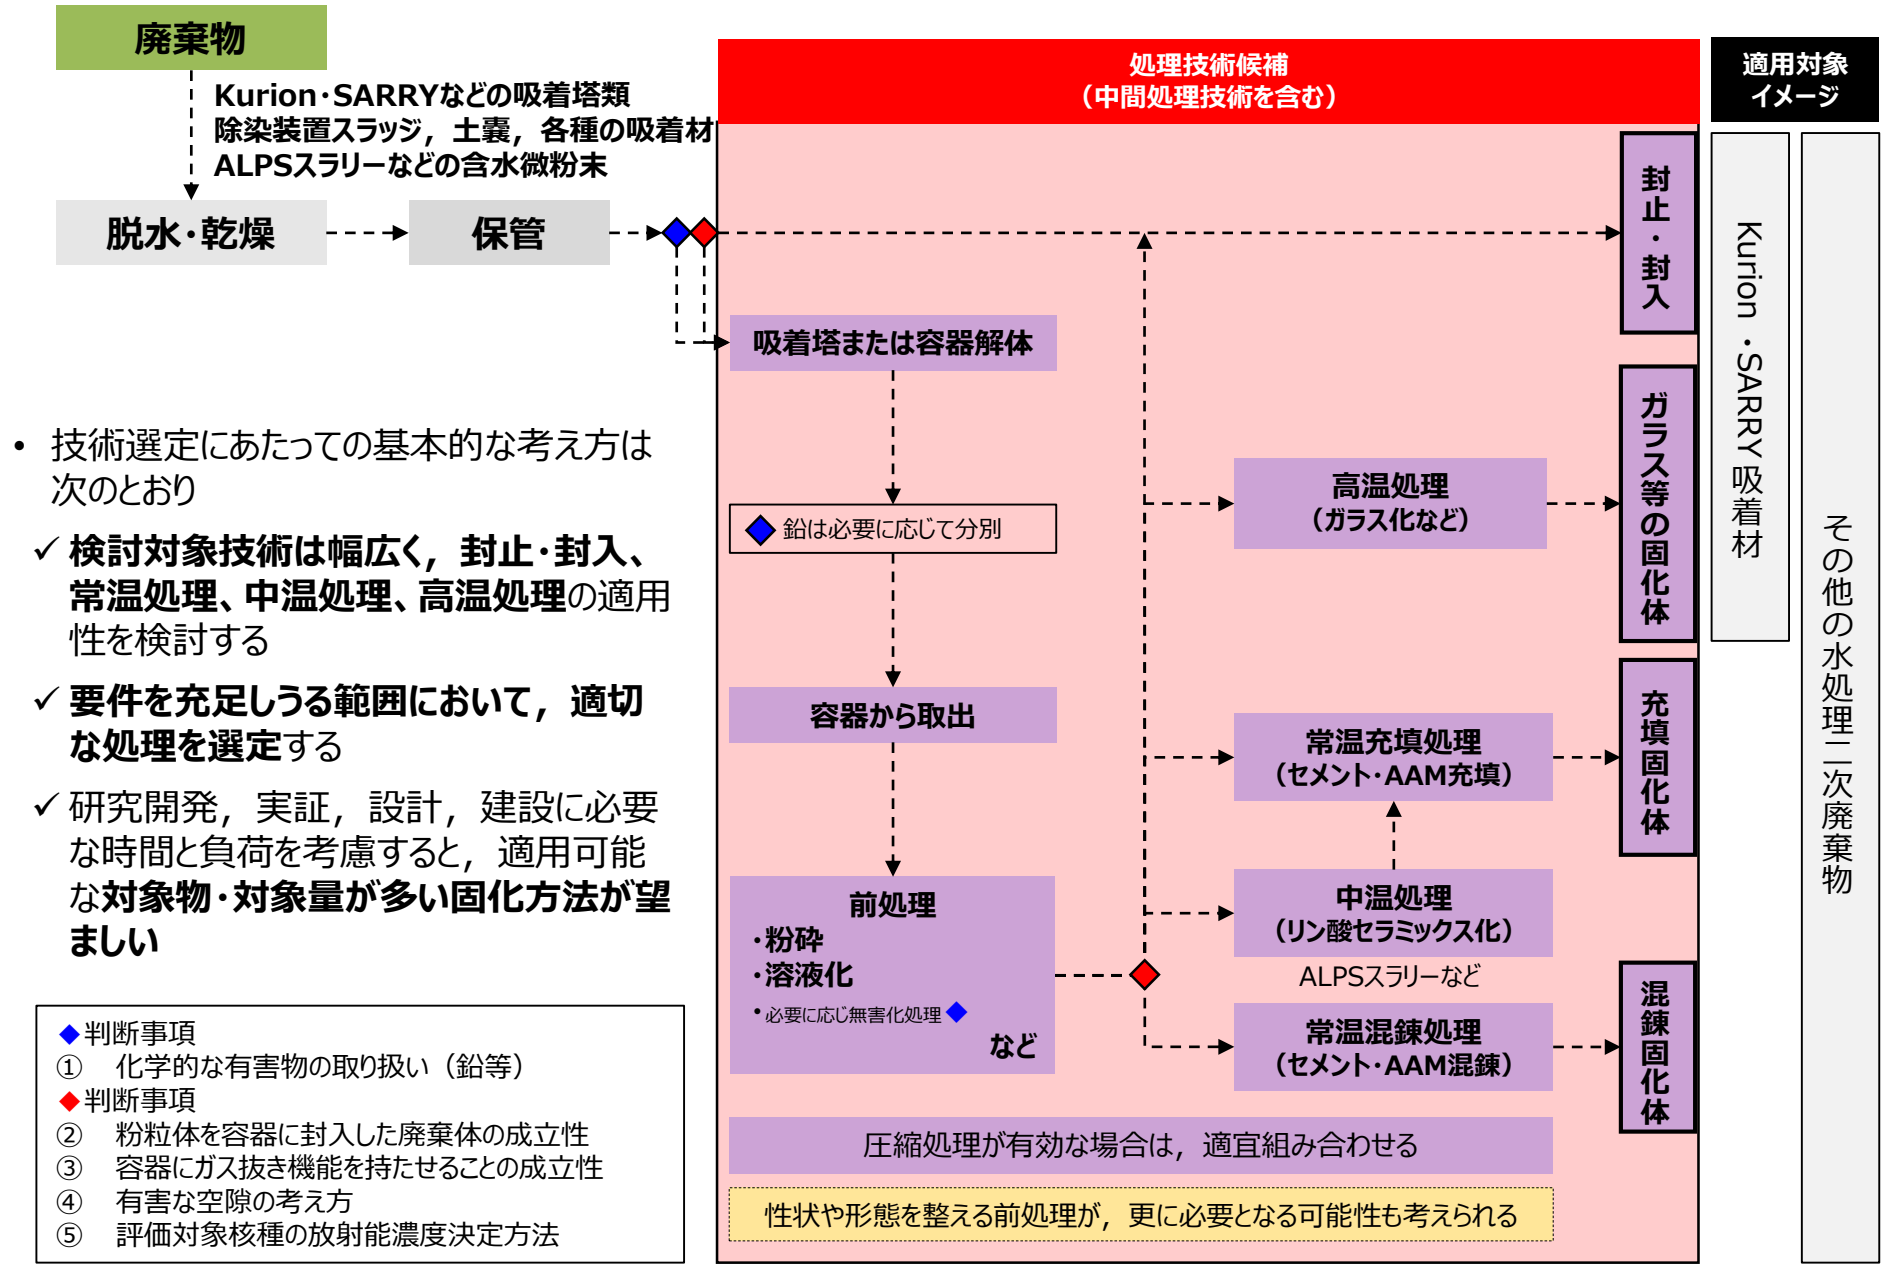 廃棄物
Kurion・SARRYなどの吸着塔類
除染装置スラッジ，土嚢，各種の吸着材
ALPSスラリーなどの含水微粉末
脱水・乾燥
保管
処理技術候補
（中間処理技術を含む）
適用対象
イメージ
吸着塔または容器解体
鉛は必要に応じて分別
容器から取出
前処理
・粉砕
・溶液化
・必要に応じ無害化処理◆
など
高温処理
（ガラス化など）
常温充填処理
（セメント・AAM充填）
中温処理
（リン酸セラミックス化）
ALPSスラリーなど
常温混錬処理
（セメント・AAM混錬）
圧縮処理が有効な場合は，適宜組み合わせる
性状や形態を整える前処理が，更に必要となる可能性も考えられる
封止・封入
ガラス等の固化体
充填固化体
混錬固化体
Kurion・SARRY吸着材
その他の水処理二次廃棄物
• 技術選定にあたっての基本的な考え方は
次のとおり
✓ 検討対象技術は幅広く，封止・封入、
常温処理、中温処理、高温処理の適用
性を検討する
✓ 要件を充足しうる範囲において，適切
な処理を選定する
✓ 研究開発，実証，設計，建設に必要
な時間と負荷を考慮すると，適用可能
な対象物・対象量が多い固化方法が望
ましい
◆判断事項
① 化学的な有害物の取り扱い（鉛等）
◆判断事項
② 粉粒体を容器に封入した廃棄体の成立性
③ 容器にガス抜き機能を持たせることの成立性
④ 有害な空隙の考え方
⑤ 評価対象核種の放射能濃度決定方法